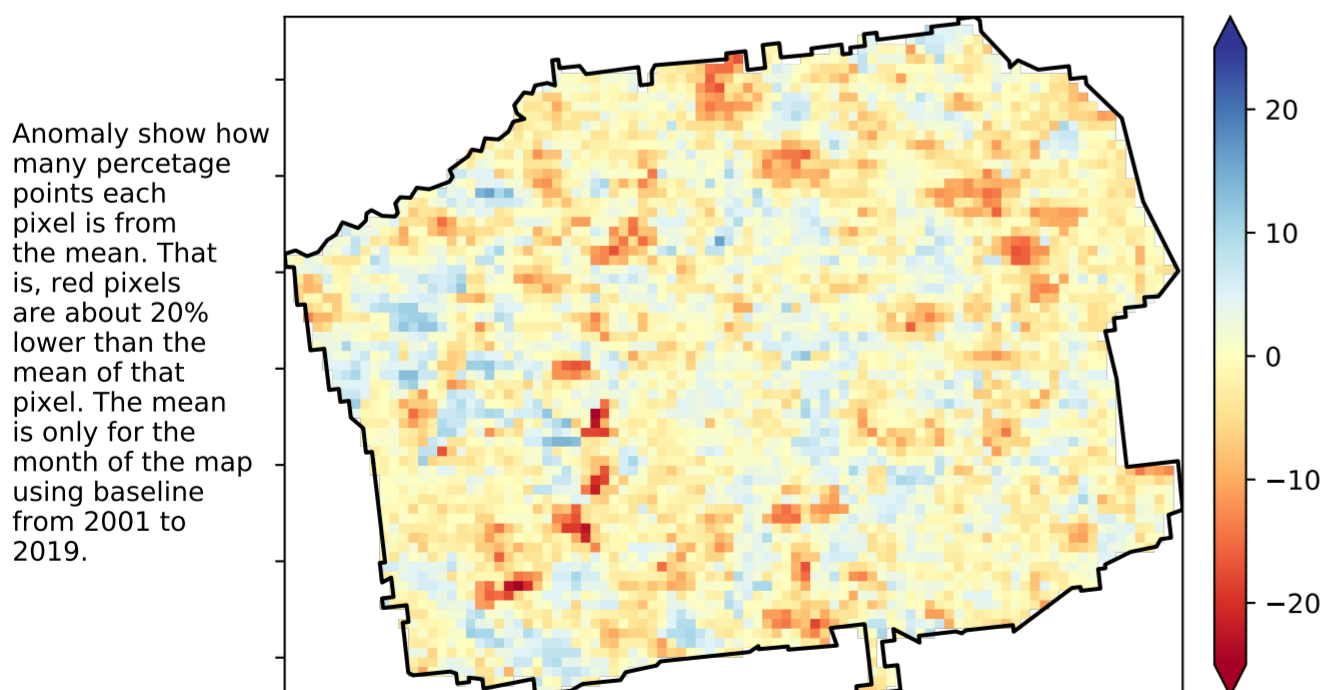 Anomaly show how
many percetage
points each
pixel is from
the mean. That
is, red pixels
are about 20%
lower than the
mean of that
pixel. The mean
is only for the
month of the map
using baseline
from 2001 to
2019.
20
10
0
−10
−20